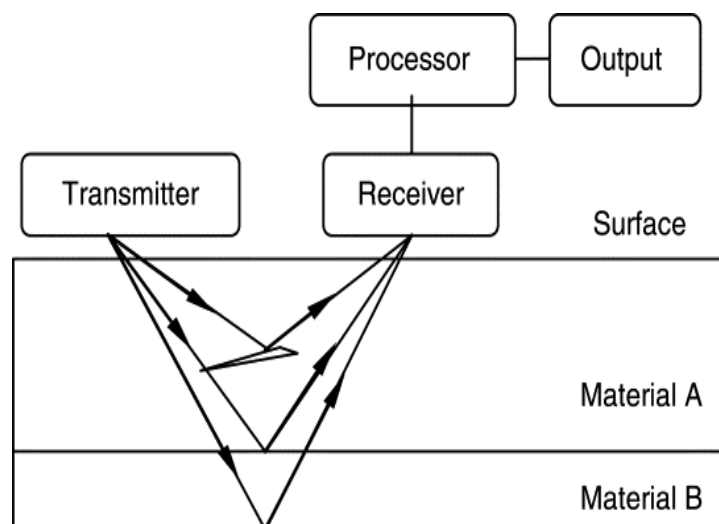 Processor
Output
Transmitter
Receiver
Surface
Material A
Material B